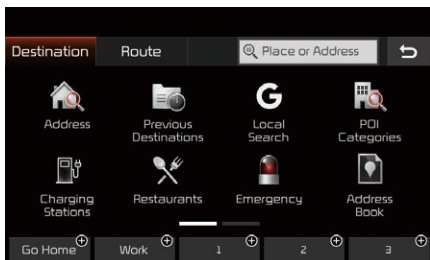 Destination
Route
Place or Address
Address
Previous
Destinations
G
Local
Search
POI
Categories
Charging
Stations
Restaurants
Emergency
Address
Book
Go Home
Work
1
2
3